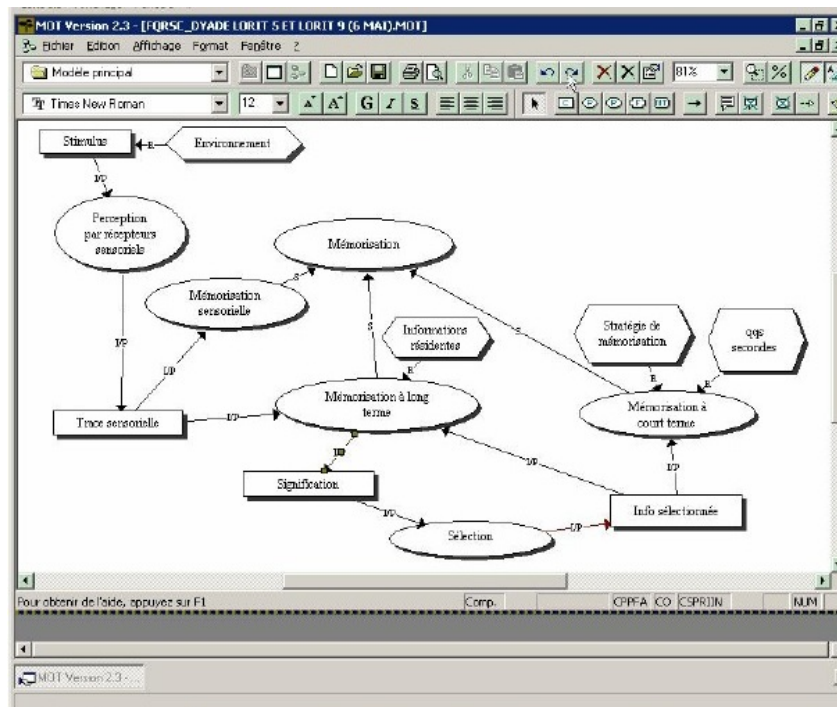 MOT Version 2.3 - [FQRSC_DYADE LORIT 5 ET LORIT 9 (6 MAI).MOT]
Fichier Edition Affichage Format Fenêtre ?
Modèle principal 81%
Times New Roman 12 A A G I S
Stimulus
Environnement
R
I/P
Perception
par récepteurs
sensoriels
Mémorisation
Mémorisation
sensorielle
S
I/P
I/P
S
Informations
résidentes
R
S
Stratégie de
mémorisation
qqs
secondes
R
R
Trace sensorielle
I/P
Mémorisation à long
terme
Mémorisation à
court terme
I/P
I/P
Signification
I/P
Sélection
I/P
Info sélectionnée
Pour obtenir de l'aide, appuyez sur F1 Comp. CPPFA CO CSPRIIN NUM
MOT Version 2.3 - ...